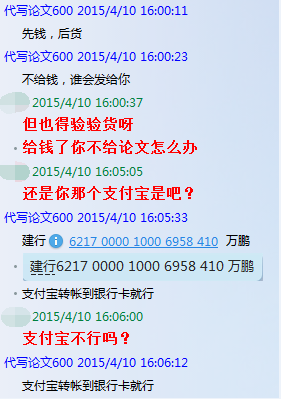 代写论文600 2015/4/10 16:00:11
先钱，后货
代写论文600 2015/4/10 16:00:23
不给钱，谁会发给你
2015/4/10 16:00:37
但也得验验货呀
给钱了你不给论文怎么办
2015/4/10 16:05:05
还是你那个支付宝是吧？
代写论文600 2015/4/10 16:05:33
建行 6217 0000 1000 6958 410 万鹏
建行6217 0000 1000 6958 410 万鹏
支付宝转帐到银行卡就行
2015/4/10 16:06:00
支付宝不行吗？
代写论文600 2015/4/10 16:06:12
支付宝转帐到银行卡就行